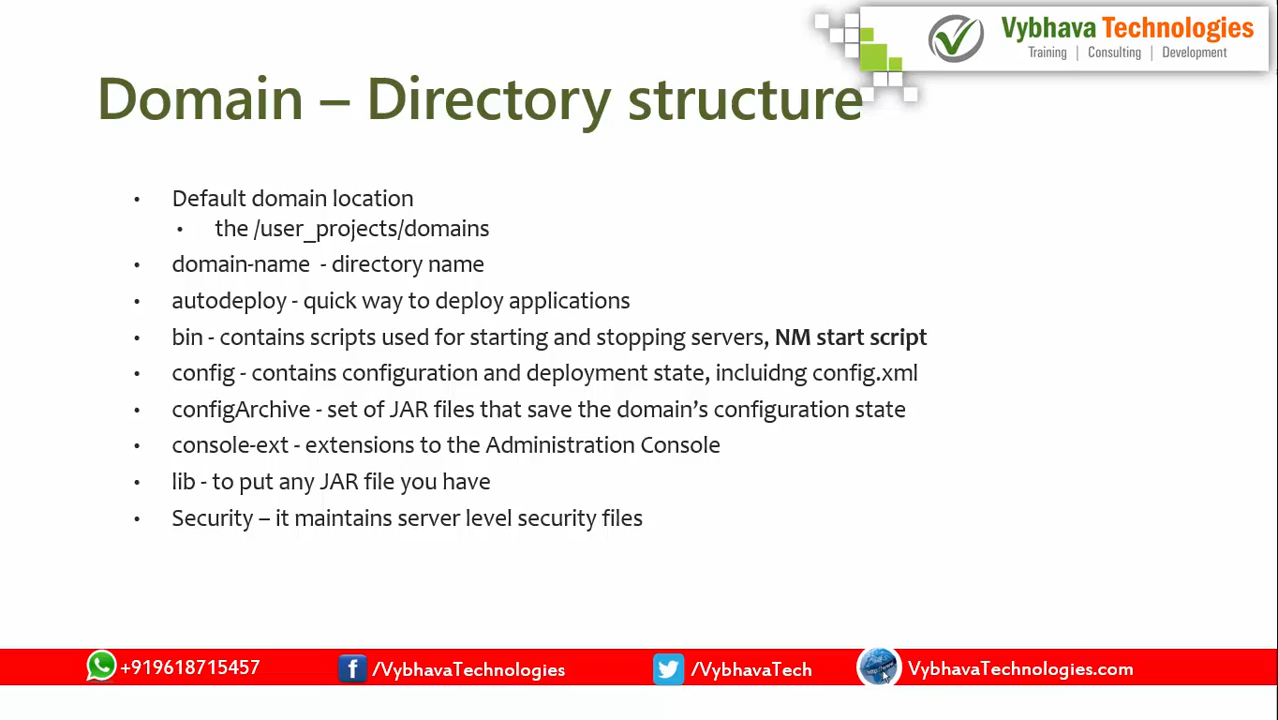 Vybhava Technologies
Training | Consulting | Development
Domain – Directory structure
• Default domain location
• the /user_projects/domains
• domain-name - directory name
• autodeploy - quick way to deploy applications
• bin - contains scripts used for starting and stopping servers, NM start script
• config - contains configuration and deployment state, incluidng config.xml
• configArchive - set of JAR files that save the domain’s configuration state
• console-ext - extensions to the Administration Console
• lib - to put any JAR file you have
• Security – it maintains server level security files
+919618715457 f /VybhavaTechnologies /VybhavaTech VybhavaTechnologies.com